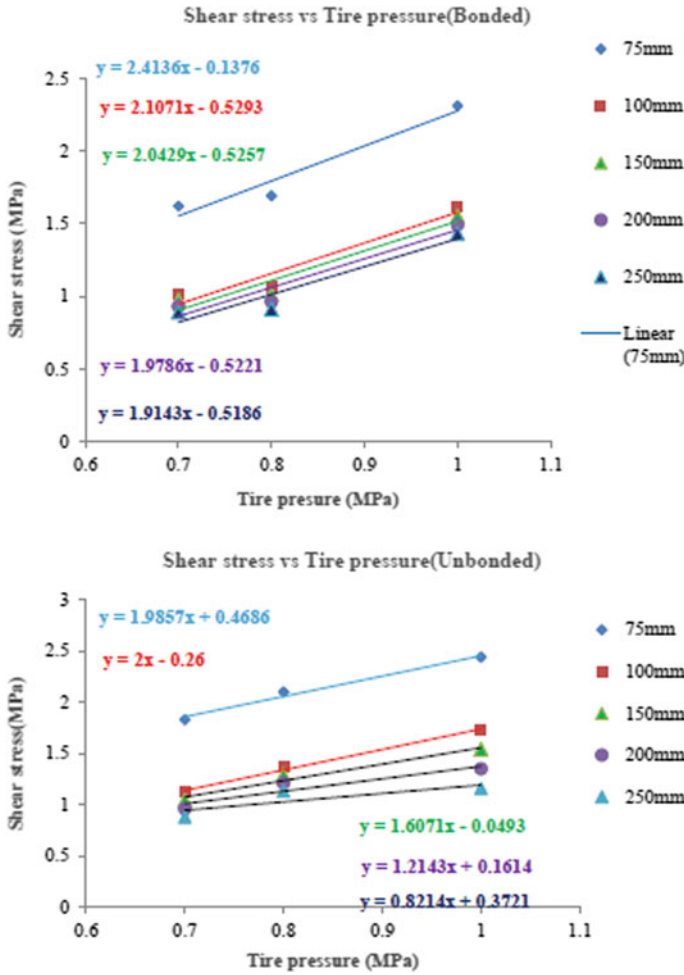 Shear stress vs Tire pressure(Bonded)
y = 2.4136x - 0.1376
y = 2.1071x - 0.5293
y = 2.0429x - 0.5257
y = 1.9786x - 0.5221
y = 1.9143x - 0.5186
2.5
2
1.5
1
0.5
0
0.6 0.7 0.8 0.9 1 1.1
Shear stress (MPa)
Tire presure (MPa)
75mm
100mm
150mm
200mm
250mm
Linear
(75mm)
Shear stress vs Tire pressure(Unbonded)
y = 1.9857x + 0.4686
y = 2x - 0.26
y = 1.6071x - 0.0493
y = 1.2143x + 0.1614
y = 0.8214x + 0.3721
3
2.5
2
1.5
1
0.5
0
0.6 0.7 0.8 0.9 1 1.1
Shear stress(MPa)
Tire pressure (MPa)
75mm
100mm
150mm
200mm
250mm